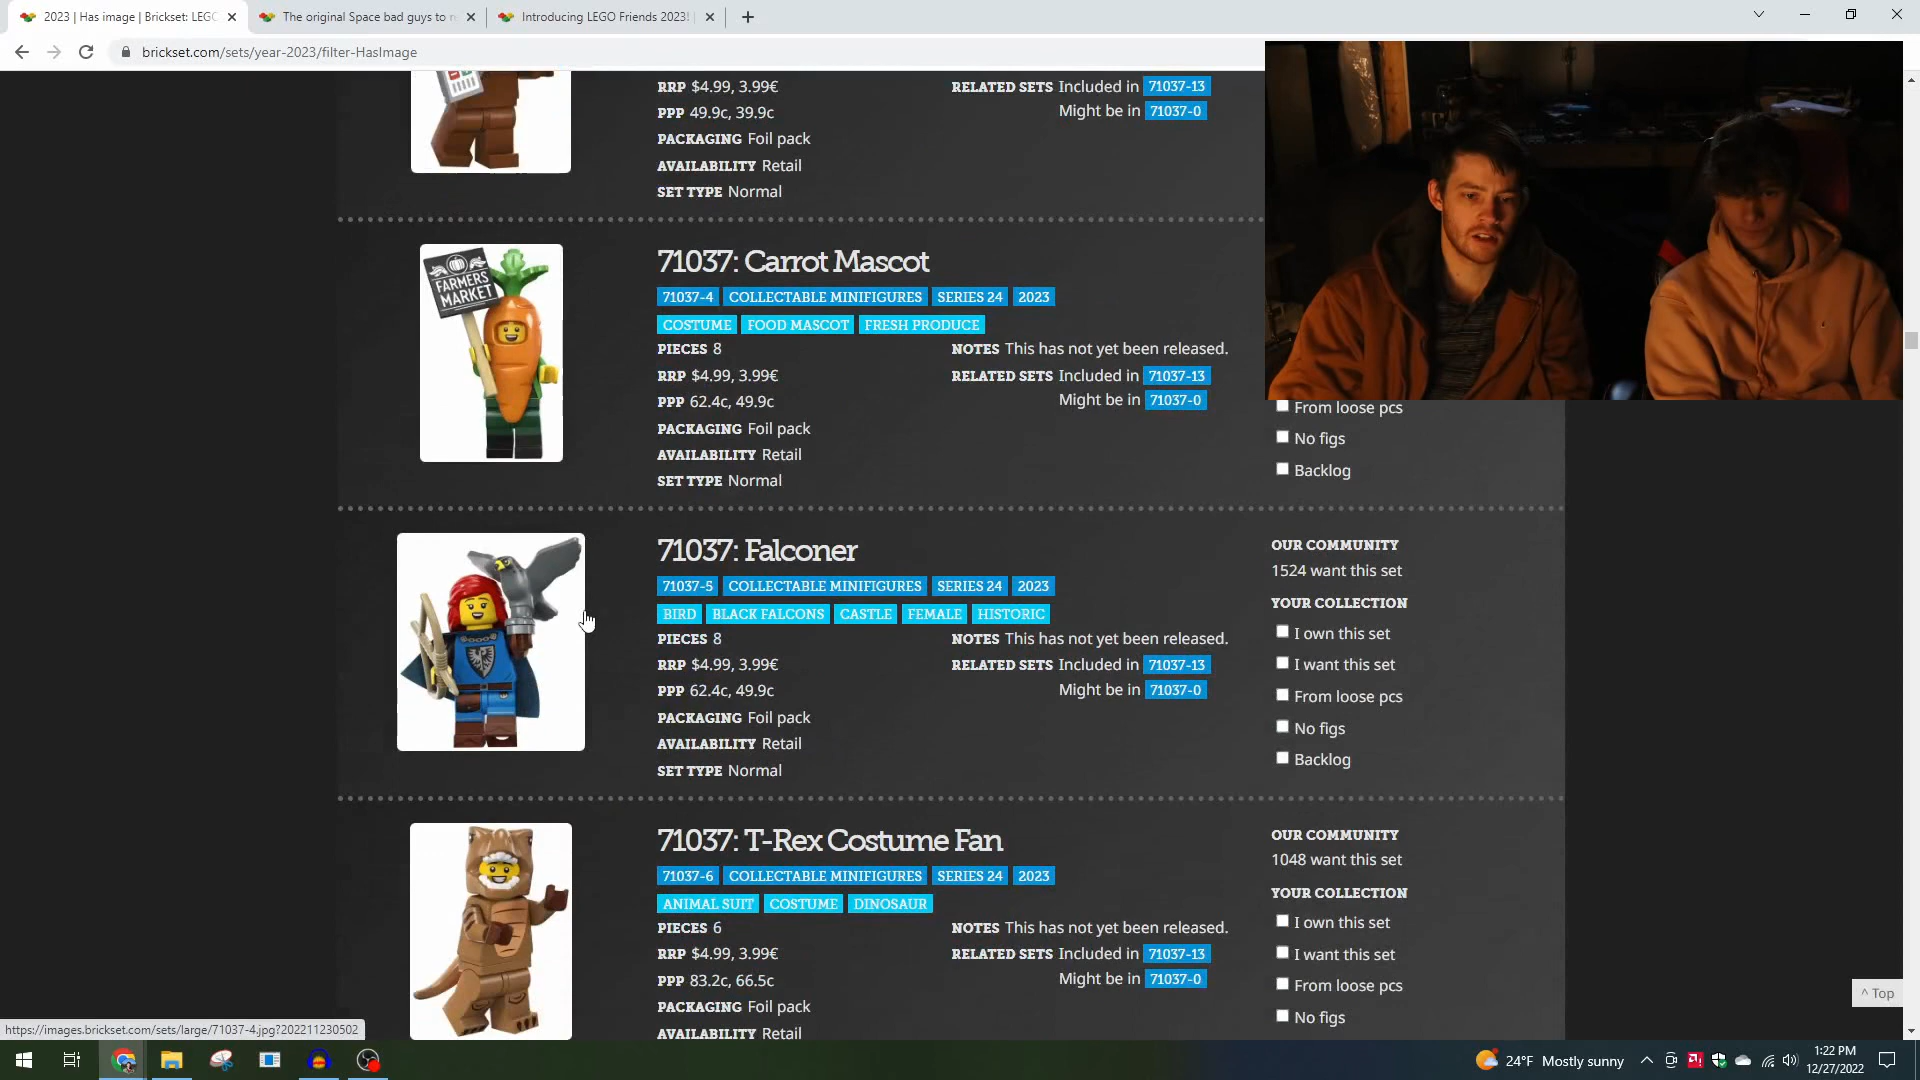 2023 | Has image | Brickset: LEGO
The original Space bad guys to r
Introducing LEGO Friends 2023! |
brickset.com/sets/year-2023/filter-HasImage
RRP $4.99, 3.99€
RELATED SETS Included in 71037-13
PPP 49.9c, 39.9c
Might be in 71037-0
PACKAGING Foil pack
AVAILABILITY Retail
SET TYPE Normal
FARMERS
MARKET
71037: Carrot Mascot
71037-4 COLLECTABLE MINIFIGURES SERIES 24 2023
COSTUME FOOD MASCOT FRESH PRODUCE
PIECES 8
NOTES This has not yet been released.
RRP $4.99, 3.99€
RELATED SETS Included in 71037-13
PPP 62.4c, 49.9c
Might be in 71037-0
PACKAGING Foil pack
AVAILABILITY Retail
SET TYPE Normal
From loose pcs
No figs
Backlog
71037: Falconer
71037-5 COLLECTABLE MINIFIGURES SERIES 24 2023
BIRD BLACK FALCONS CASTLE FEMALE HISTORIC
PIECES 8
NOTES This has not yet been released.
RRP $4.99, 3.99€
RELATED SETS Included in 71037-13
PPP 62.4c, 49.9c
Might be in 71037-0
PACKAGING Foil pack
AVAILABILITY Retail
SET TYPE Normal
OUR COMMUNITY
1524 want this set
YOUR COLLECTION
I own this set
I want this set
From loose pcs
No figs
Backlog
71037: T-Rex Costume Fan
71037-6 COLLECTABLE MINIFIGURES SERIES 24 2023
ANIMAL SUIT COSTUME DINOSAUR
PIECES 6
NOTES This has not yet been released.
RRP $4.99, 3.99€
RELATED SETS Included in 71037-13
PPP 83.2c, 66.5c
Might be in 71037-0
PACKAGING Foil pack
AVAILABILITY Retail
OUR COMMUNITY
1048 want this set
YOUR COLLECTION
I own this set
I want this set
From loose pcs
No figs
^ Top
https://images.brickset.com/sets/large/71037-4.jpg?202211230502
24°F Mostly sunny
1:22 PM
12/27/2022